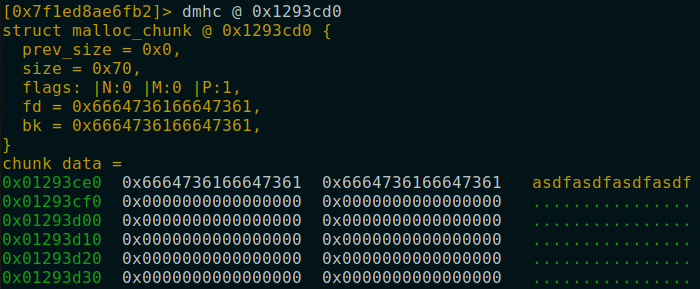 [0x7f1ed8ae6fb2]> dmhc @ 0x1293cd0
struct malloc_chunk @ 0x1293cd0 {
  prev_size = 0x0,
  size = 0x70,
  flags: |N:0 |M:0 |P:1,
  fd = 0x6664736166647361,
  bk = 0x6664736166647361,
}
chunk data =
0x01293ce0  0x6664736166647361  0x6664736166647361   asdfasdfasdfasdf
0x01293cf0  0x0000000000000000  0x0000000000000000   ................
0x01293d00  0x0000000000000000  0x0000000000000000   ................
0x01293d10  0x0000000000000000  0x0000000000000000   ................
0x01293d20  0x0000000000000000  0x0000000000000000   ................
0x01293d30  0x0000000000000000  0x0000000000000000   ................